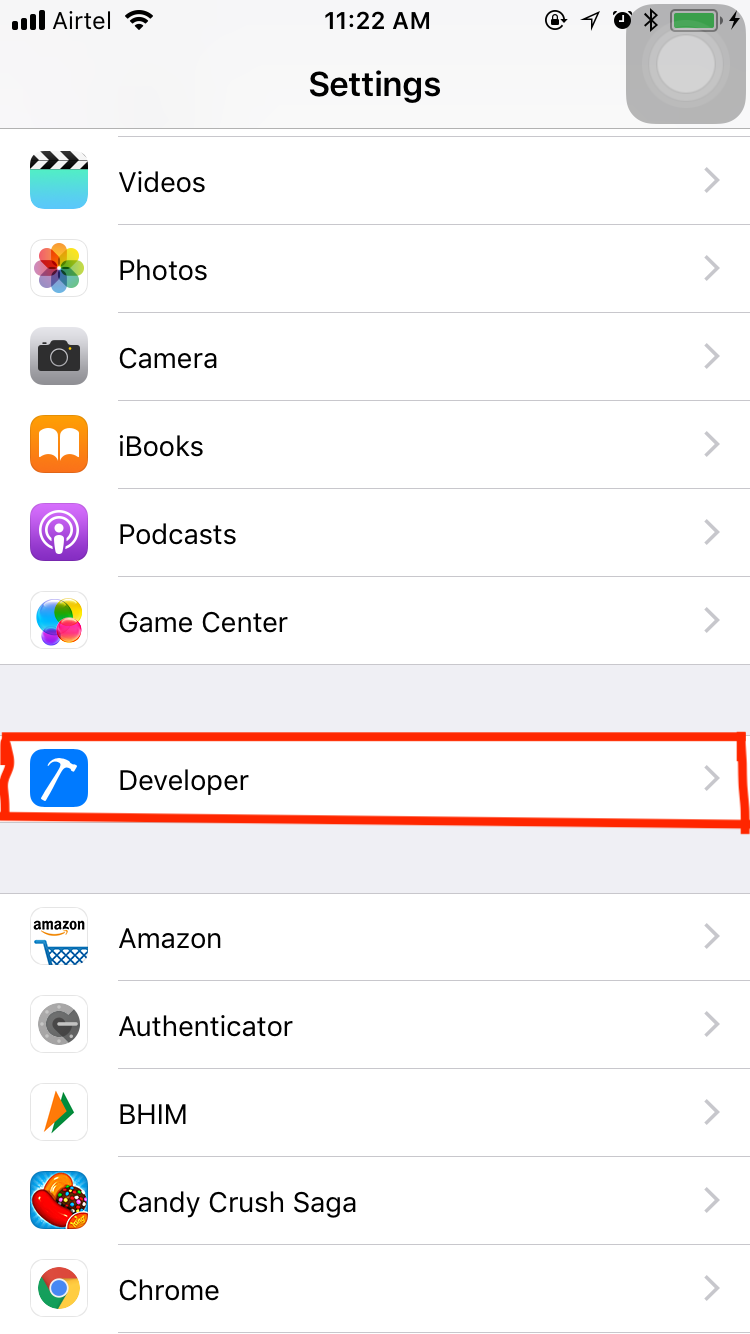 Airtel 11:22 AM
Settings
Videos
Photos
Camera
iBooks
Podcasts
Game Center
Developer
amazon
Amazon
Authenticator
BHIM
Candy Crush Saga
King
Chrome